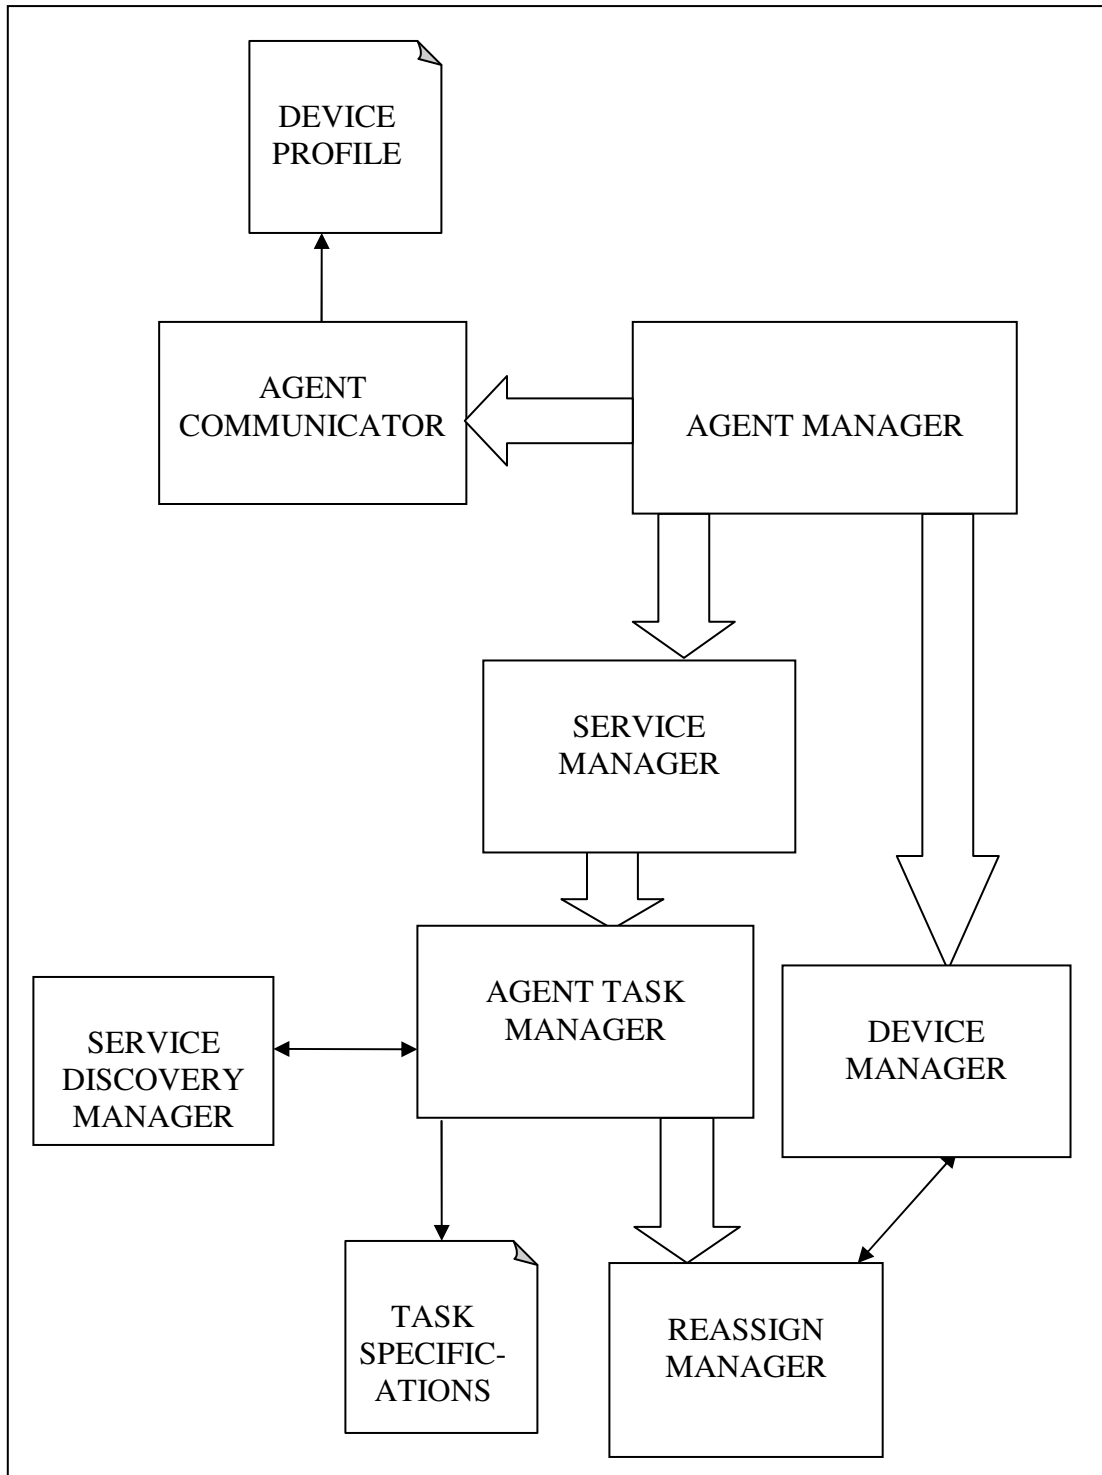 DEVICE
PROFILE
AGENT
COMMUNICATOR
AGENT MANAGER
SERVICE
MANAGER
AGENT TASK
MANAGER
SERVICE
DISCOVERY
MANAGER
DEVICE
MANAGER
TASK
SPECIFIC-
ATIONS
REASSIGN
MANAGER